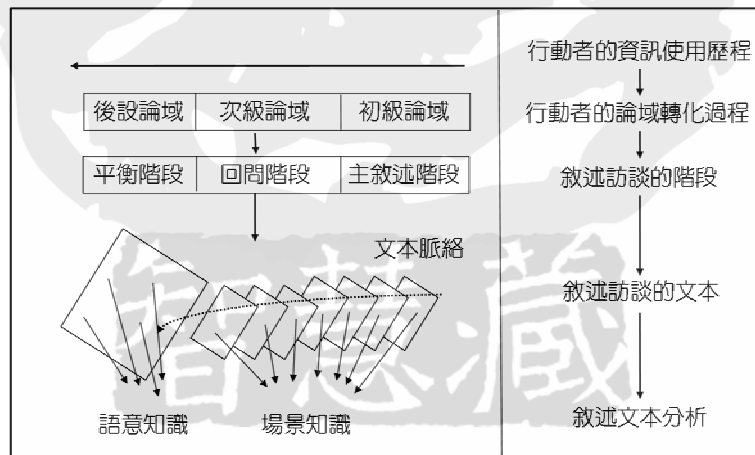 行動者的資訊使用歷程
後設論域 次級論域 初級論域
行動者的論域轉化過程
平衡階段 回問階段 主敘述階段
敘述訪談的階段
文本脈絡
敘述訪談的文本
智慧藏
語意知識 場景知識
敘述文本分析